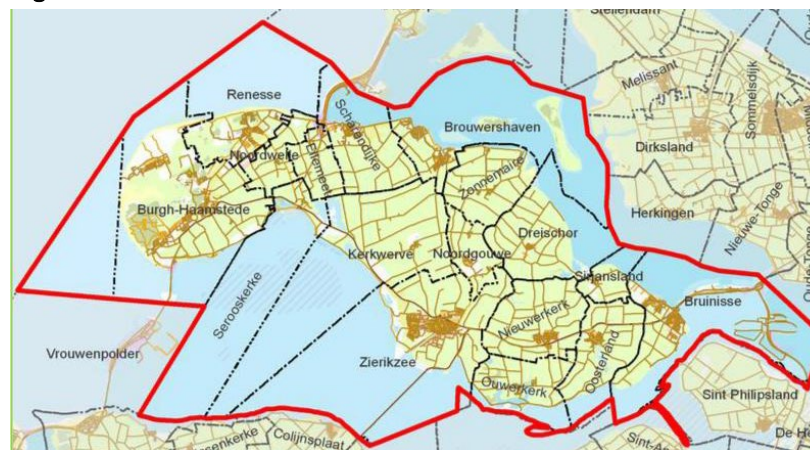 Stellendam
Melissant
Sommelsdijk
Renesse
Scharendijke
Brouwershaven
Dirksland
Noordwelle
Ellemeet
Zonnemaire
Burgh-Haamstede
Herkingen
Nieuwe-Tonge
Dreischor
Kerkwerve
Noordgouwe
Serooskerke
Sirjansland
Bruinisse
Nieuwerkerk
Vrouwenpolder
Zierikzee
Oosterland
Ouwerkerk
Sint Philipsland
Colijnsplaat